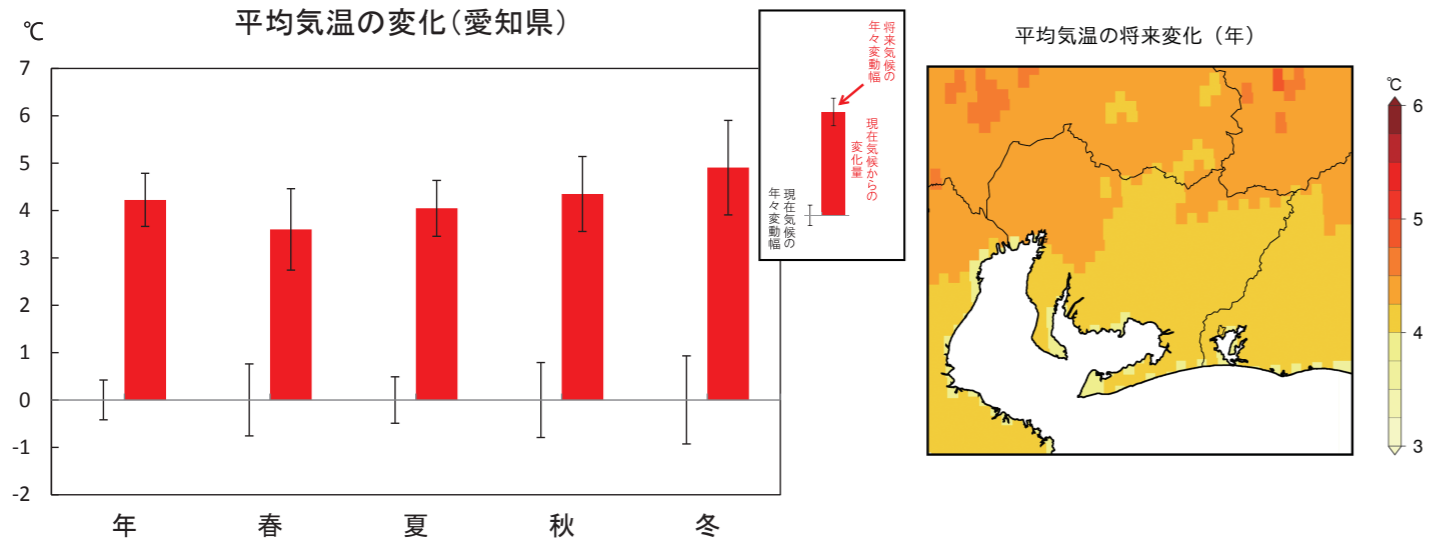 平均気温の変化（愛知県）
℃
7
6
5
4
3
2
1
0
-1
-2
年
春
夏
秋
冬
将来気候の
年々変動幅
現在気候からの
変化量
現在気候の
年々変動幅
平均気温の将来変化（年）
℃
6
5
4
3